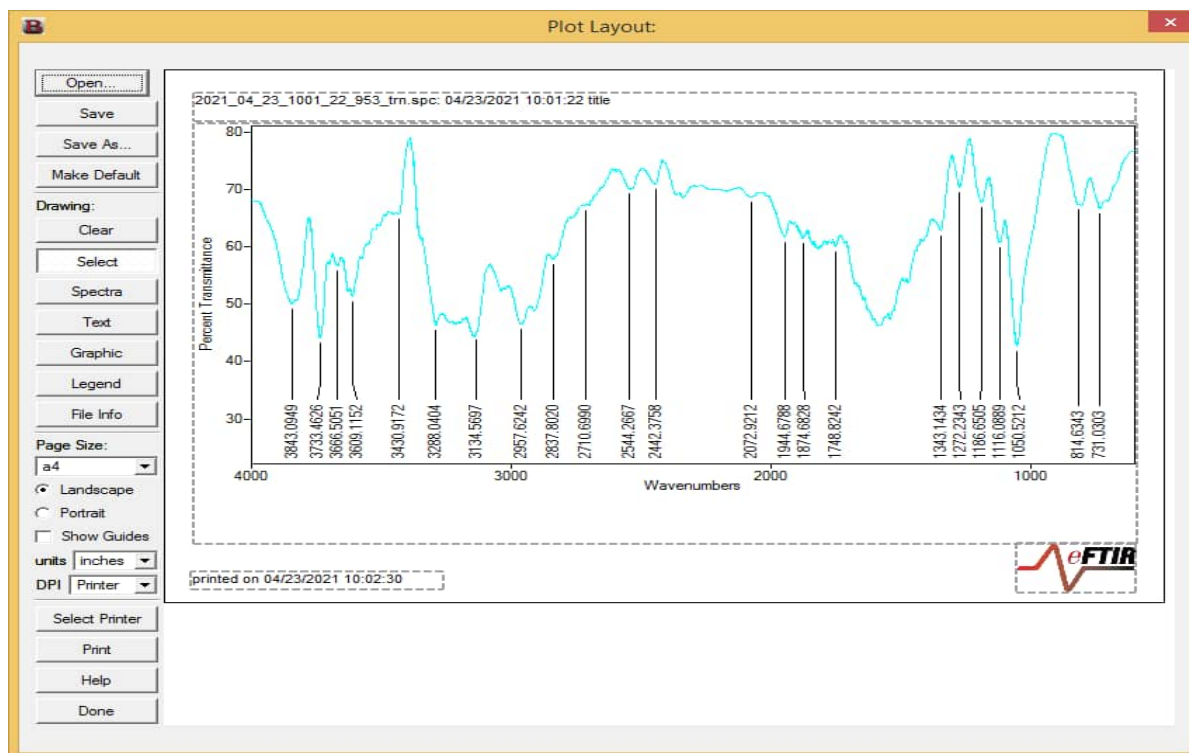 Plot Layout:
Open...
Save
Save As...
Make Default
Drawing:
Clear
Select
Spectra
Text
Graphic
Legend
File Info
Page Size:
a4
Landscape
Portrait
Show Guides
units inches
DPI Printer
Select Printer
Print
Help
Done
2021_04_23_1001_22_953_trn.spc: 04/23/2021 10:01:22 title
Percent Transmittance
80
70
60
50
40
30
3843.0949
3733.4626
3666.5051
3609.1152
3430.9172
3288.0404
3134.5697
2957.6242
2837.8020
2710.6990
2544.2667
2442.3758
2072.9212
1944.6788
1874.6828
1748.8242
1343.1434
1272.2343
1186.6505
1116.0889
1050.5212
814.6343
731.0303
4000
3000
2000
1000
Wavenumbers
eFTIR
printed on 04/23/2021 10:02:30